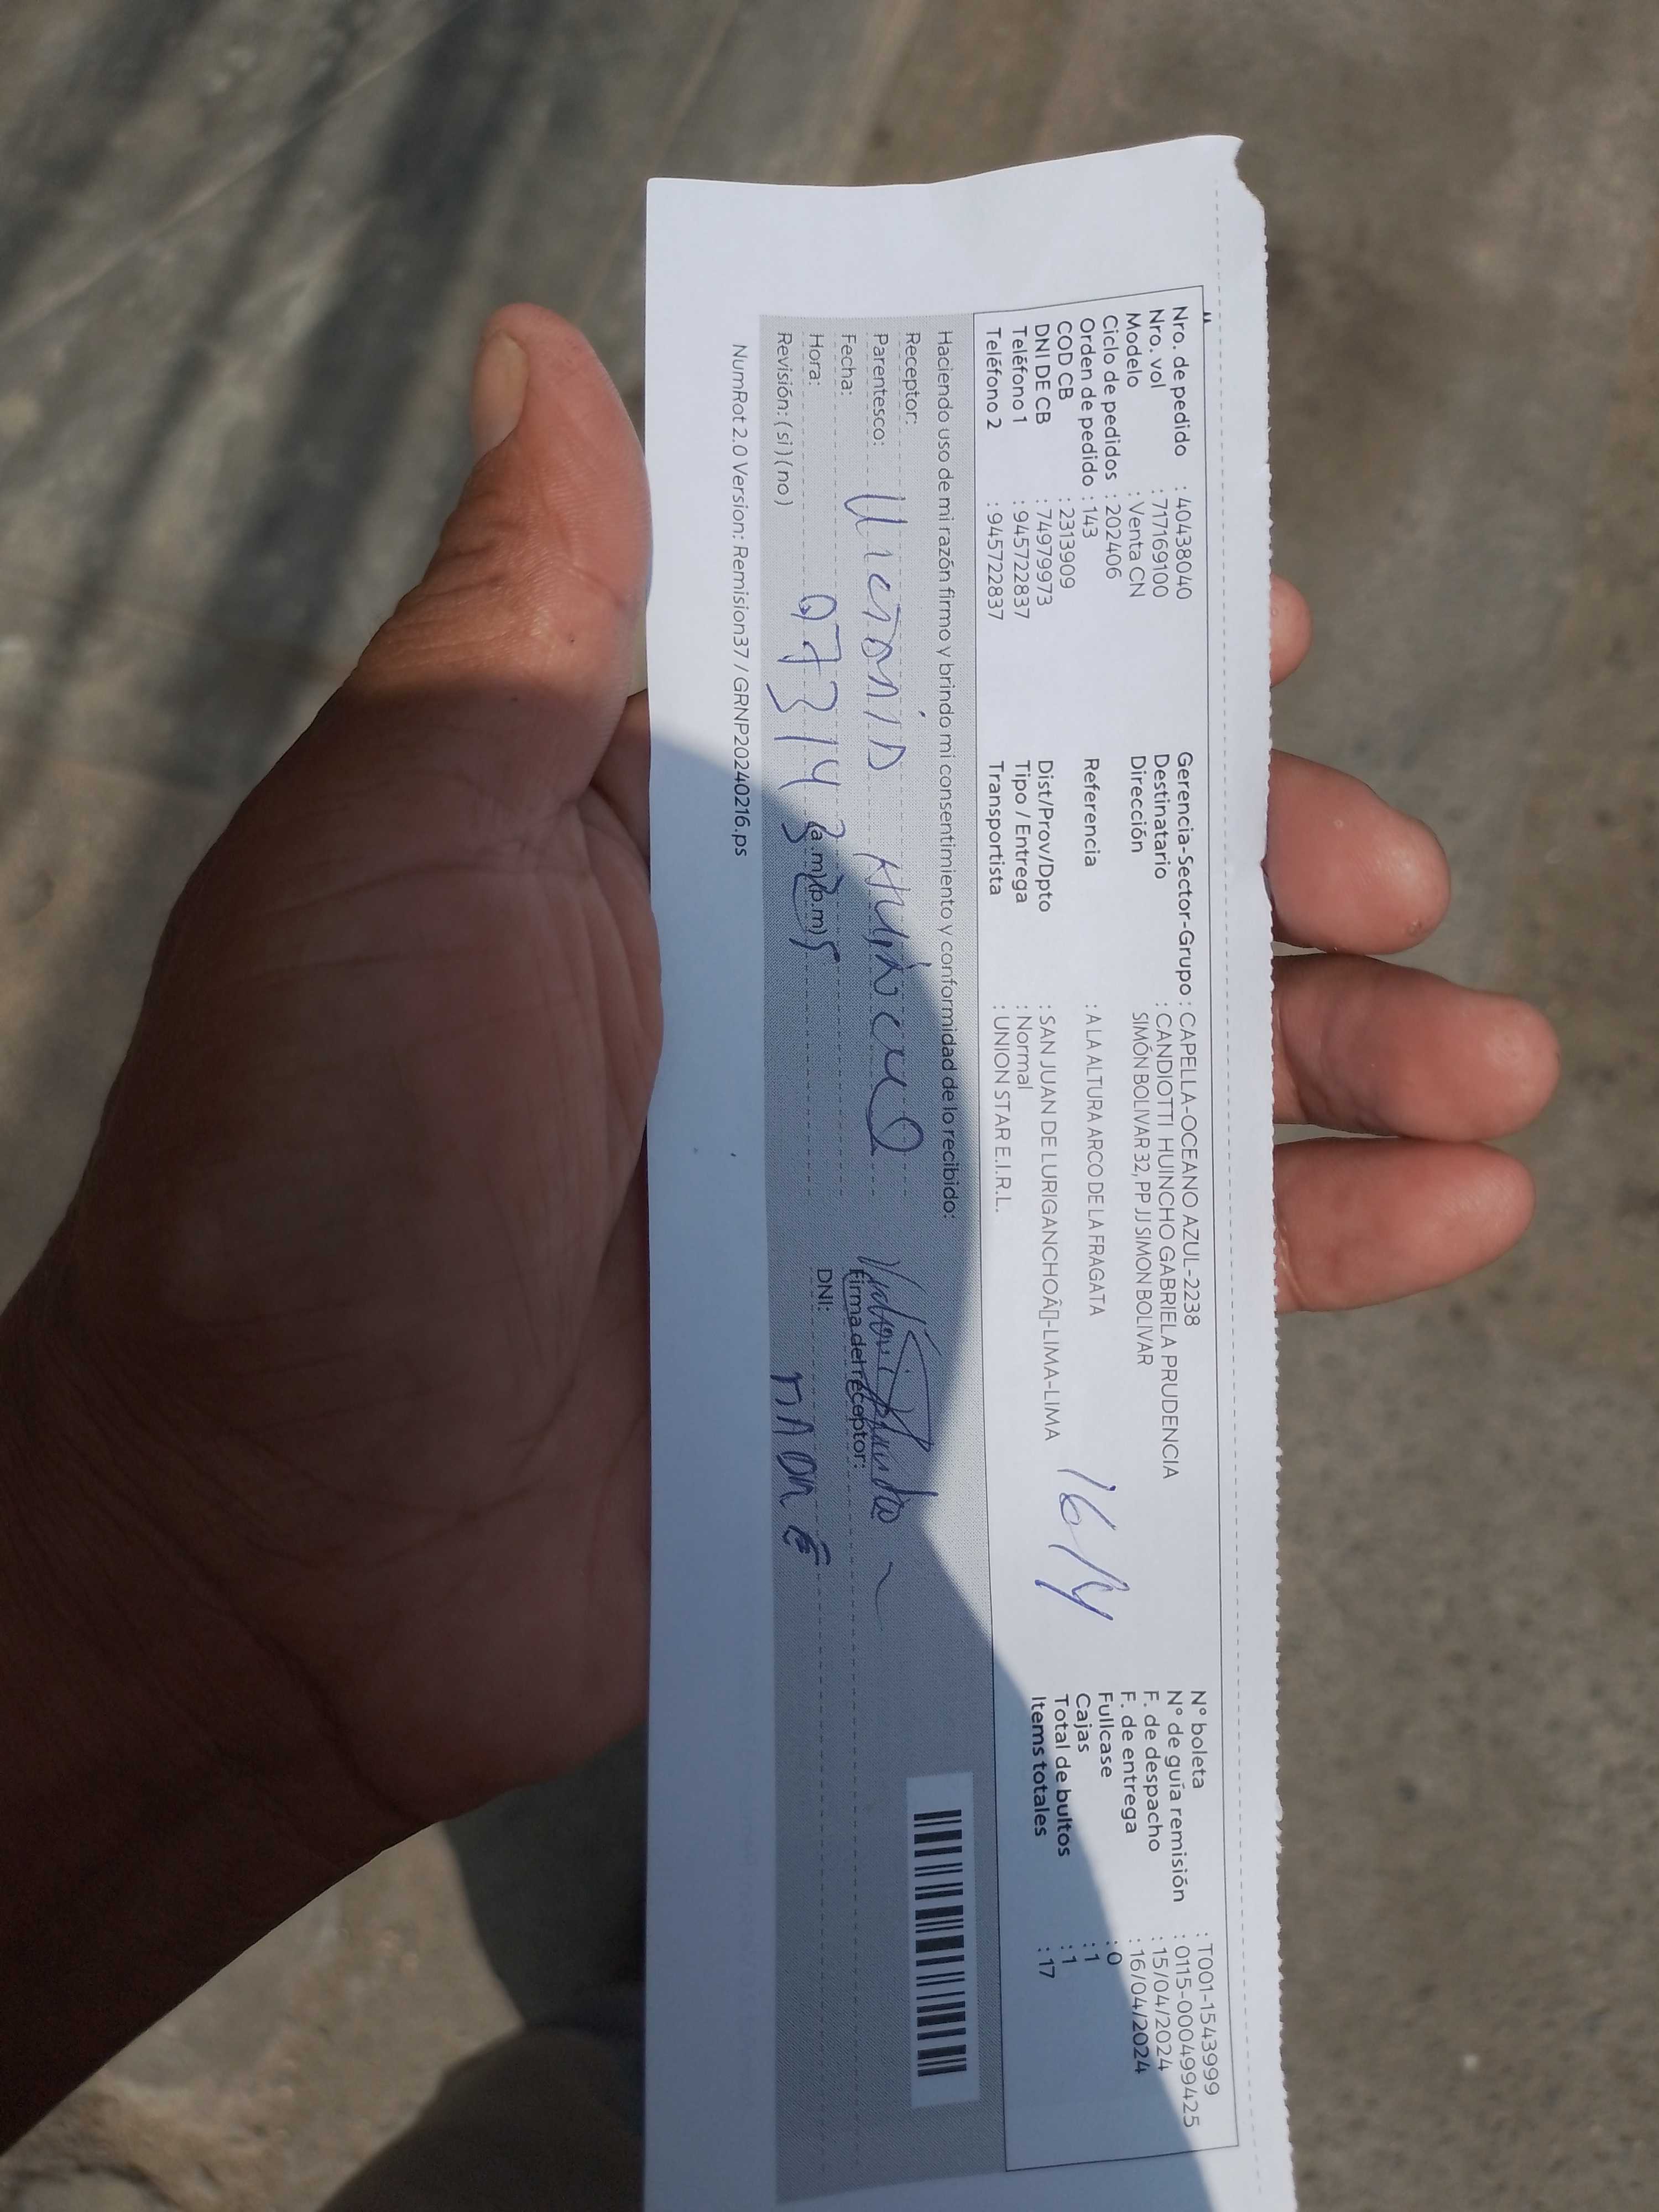 Nro. de pedido : 40438040
Nro. vol : 717169100
Modelo : Venta CN
Ciclo de pedidos : 202406
Orden de pedido : 143
COD CB : 2313909
DNI DE CB : 74979973
Teléfono 1 : 945722837
Teléfono 2 : 945722837
Gerencia-Sector-Grupo : CAPELLA-OCEANO AZUL-2238
Destinatario : CANDIOTTI HUINCHO GABRIELA PRUDENCIA
Dirección SIMÓN BOLIVAR 32, PP JJ SIMON BOLIVAR
Referencia : A LA ALTURA ARCO DE LA FRAGATA
Dist/Prov/Dpto : SAN JUAN DE LURIGANCHOÂ▯-LIMA-LIMA
Tipo / Entrega : Normal
Transportista : UNION STAR E.I.R.L.
16/4
N° boleta : T001-1543999
N° de guía remisión : 0115-000499425
F. de despacho : 15/04/2024
F. de entrega : 16/04/2024
Fullcase : 0
Cajas : 1
Total de bultos : 1
Items totales : 17
Haciendo uso de mi razón firmo y brindo mi consentimiento y conformidad de lo recibido:
Receptor:
Parentesco:
Fecha:
Hora: (a.m)(p.m)
Revisión: (si) (no)
Firma del receptor:
DNI:
NumRot 2.0 Version: Remision37 / GRNP20240216.ps